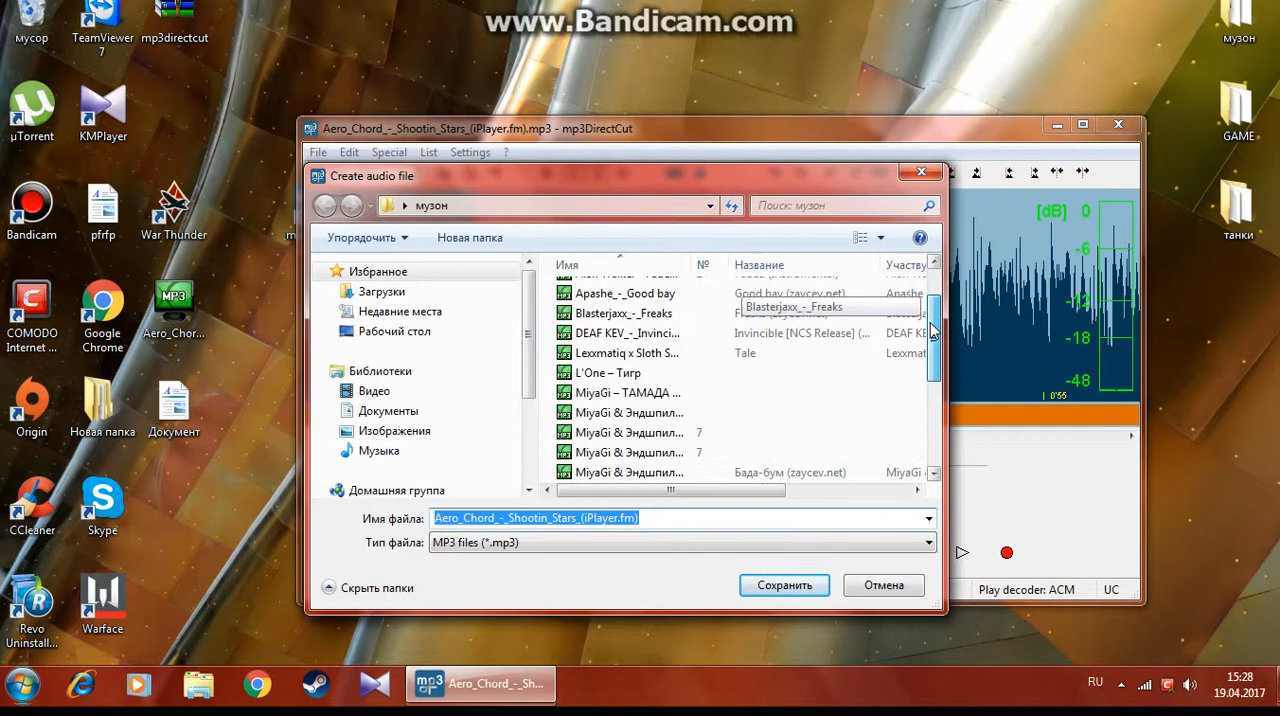 www.Bandicam.com
мусор
TeamViewer 7
mp3directcut
музон
µTorrent
KMPlayer
GAME
Bandicam
pfrfp
War Thunder
танки
COMODO Internet ...
Google Chrome
Aero_Chor...
Origin
Новая папка
Документ
CCleaner
Skype
Revo Uninstall...
Warface
Aero_Chord_-_Shootin_Stars_(iPlayer.fm).mp3 - mp3DirectCut
File Edit Special List Settings ?
Create audio file
музон
Поиск: музон
Упорядочить
Новая папка
Избранное
Загрузки
Недавние места
Рабочий стол
Библиотеки
Видео
Документы
Изображения
Музыка
Домашняя группа
Имя № Название Участву
Apashe_-_Good bay Good bay (zaycev.net) Apashe
Blasterjaxx_-_Freaks
Blasterjaxx_-_Freaks
DEAF KEV_-_Invinci... Invincible [NCS Release] (... DEAF KE
Lexxmatiq x Sloth S... Tale Lexxmat
L'One – Тигр
MiyaGi – ТАМАДА ...
MiyaGi & Эндшпил...
MiyaGi & Эндшпил... 7
MiyaGi & Эндшпил... 7
MiyaGi & Эндшпил... Бада-бум (zaycev.net) MiyaGi
Имя файла: Aero_Chord_-_Shootin_Stars_(iPlayer.fm)
Тип файла: MP3 files (*.mp3)
Скрыть папки
Сохранить
Отмена
[dB] 0
-6
-12
-18
-48
0'55
Play decoder: ACM UC
Aero_Chord_-_Sh...
RU
15:28
19.04.2017